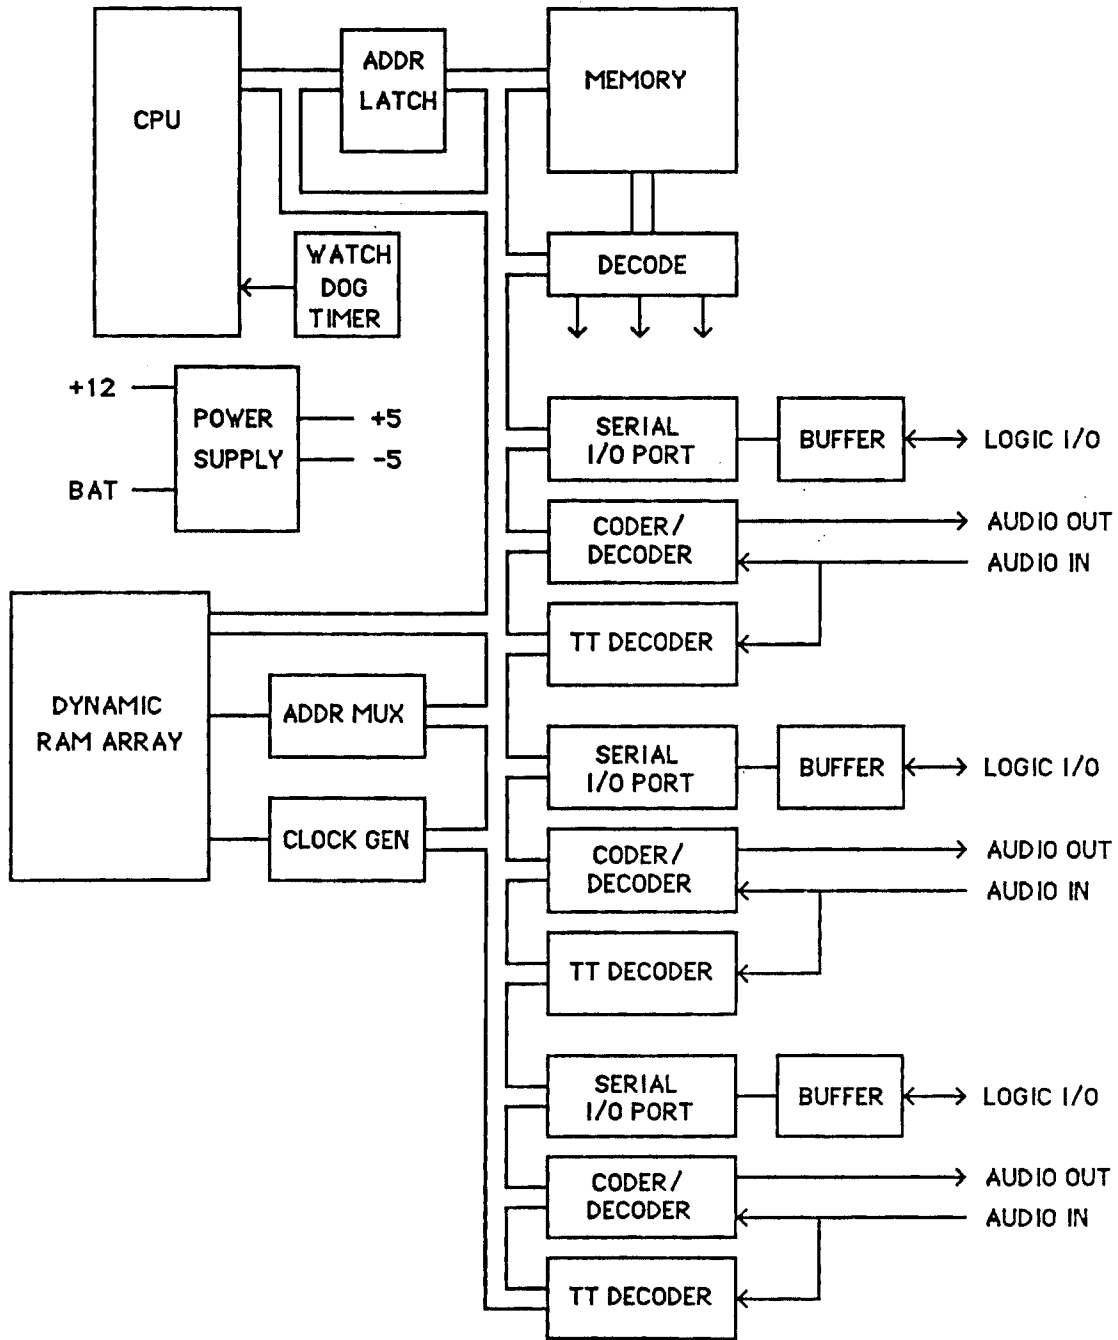 CPU
ADDR
LATCH
MEMORY
WATCH
DOG
TIMER
DECODE
+12
BAT
POWER
SUPPLY
+5
-5
SERIAL
I/O PORT
BUFFER
LOGIC I/O
CODER/
DECODER
AUDIO OUT
AUDIO IN
TT DECODER
DYNAMIC
RAM ARRAY
ADDR MUX
CLOCK GEN
SERIAL
I/O PORT
BUFFER
LOGIC I/O
CODER/
DECODER
AUDIO OUT
AUDIO IN
TT DECODER
SERIAL
I/O PORT
BUFFER
LOGIC I/O
CODER/
DECODER
AUDIO OUT
AUDIO IN
TT DECODER